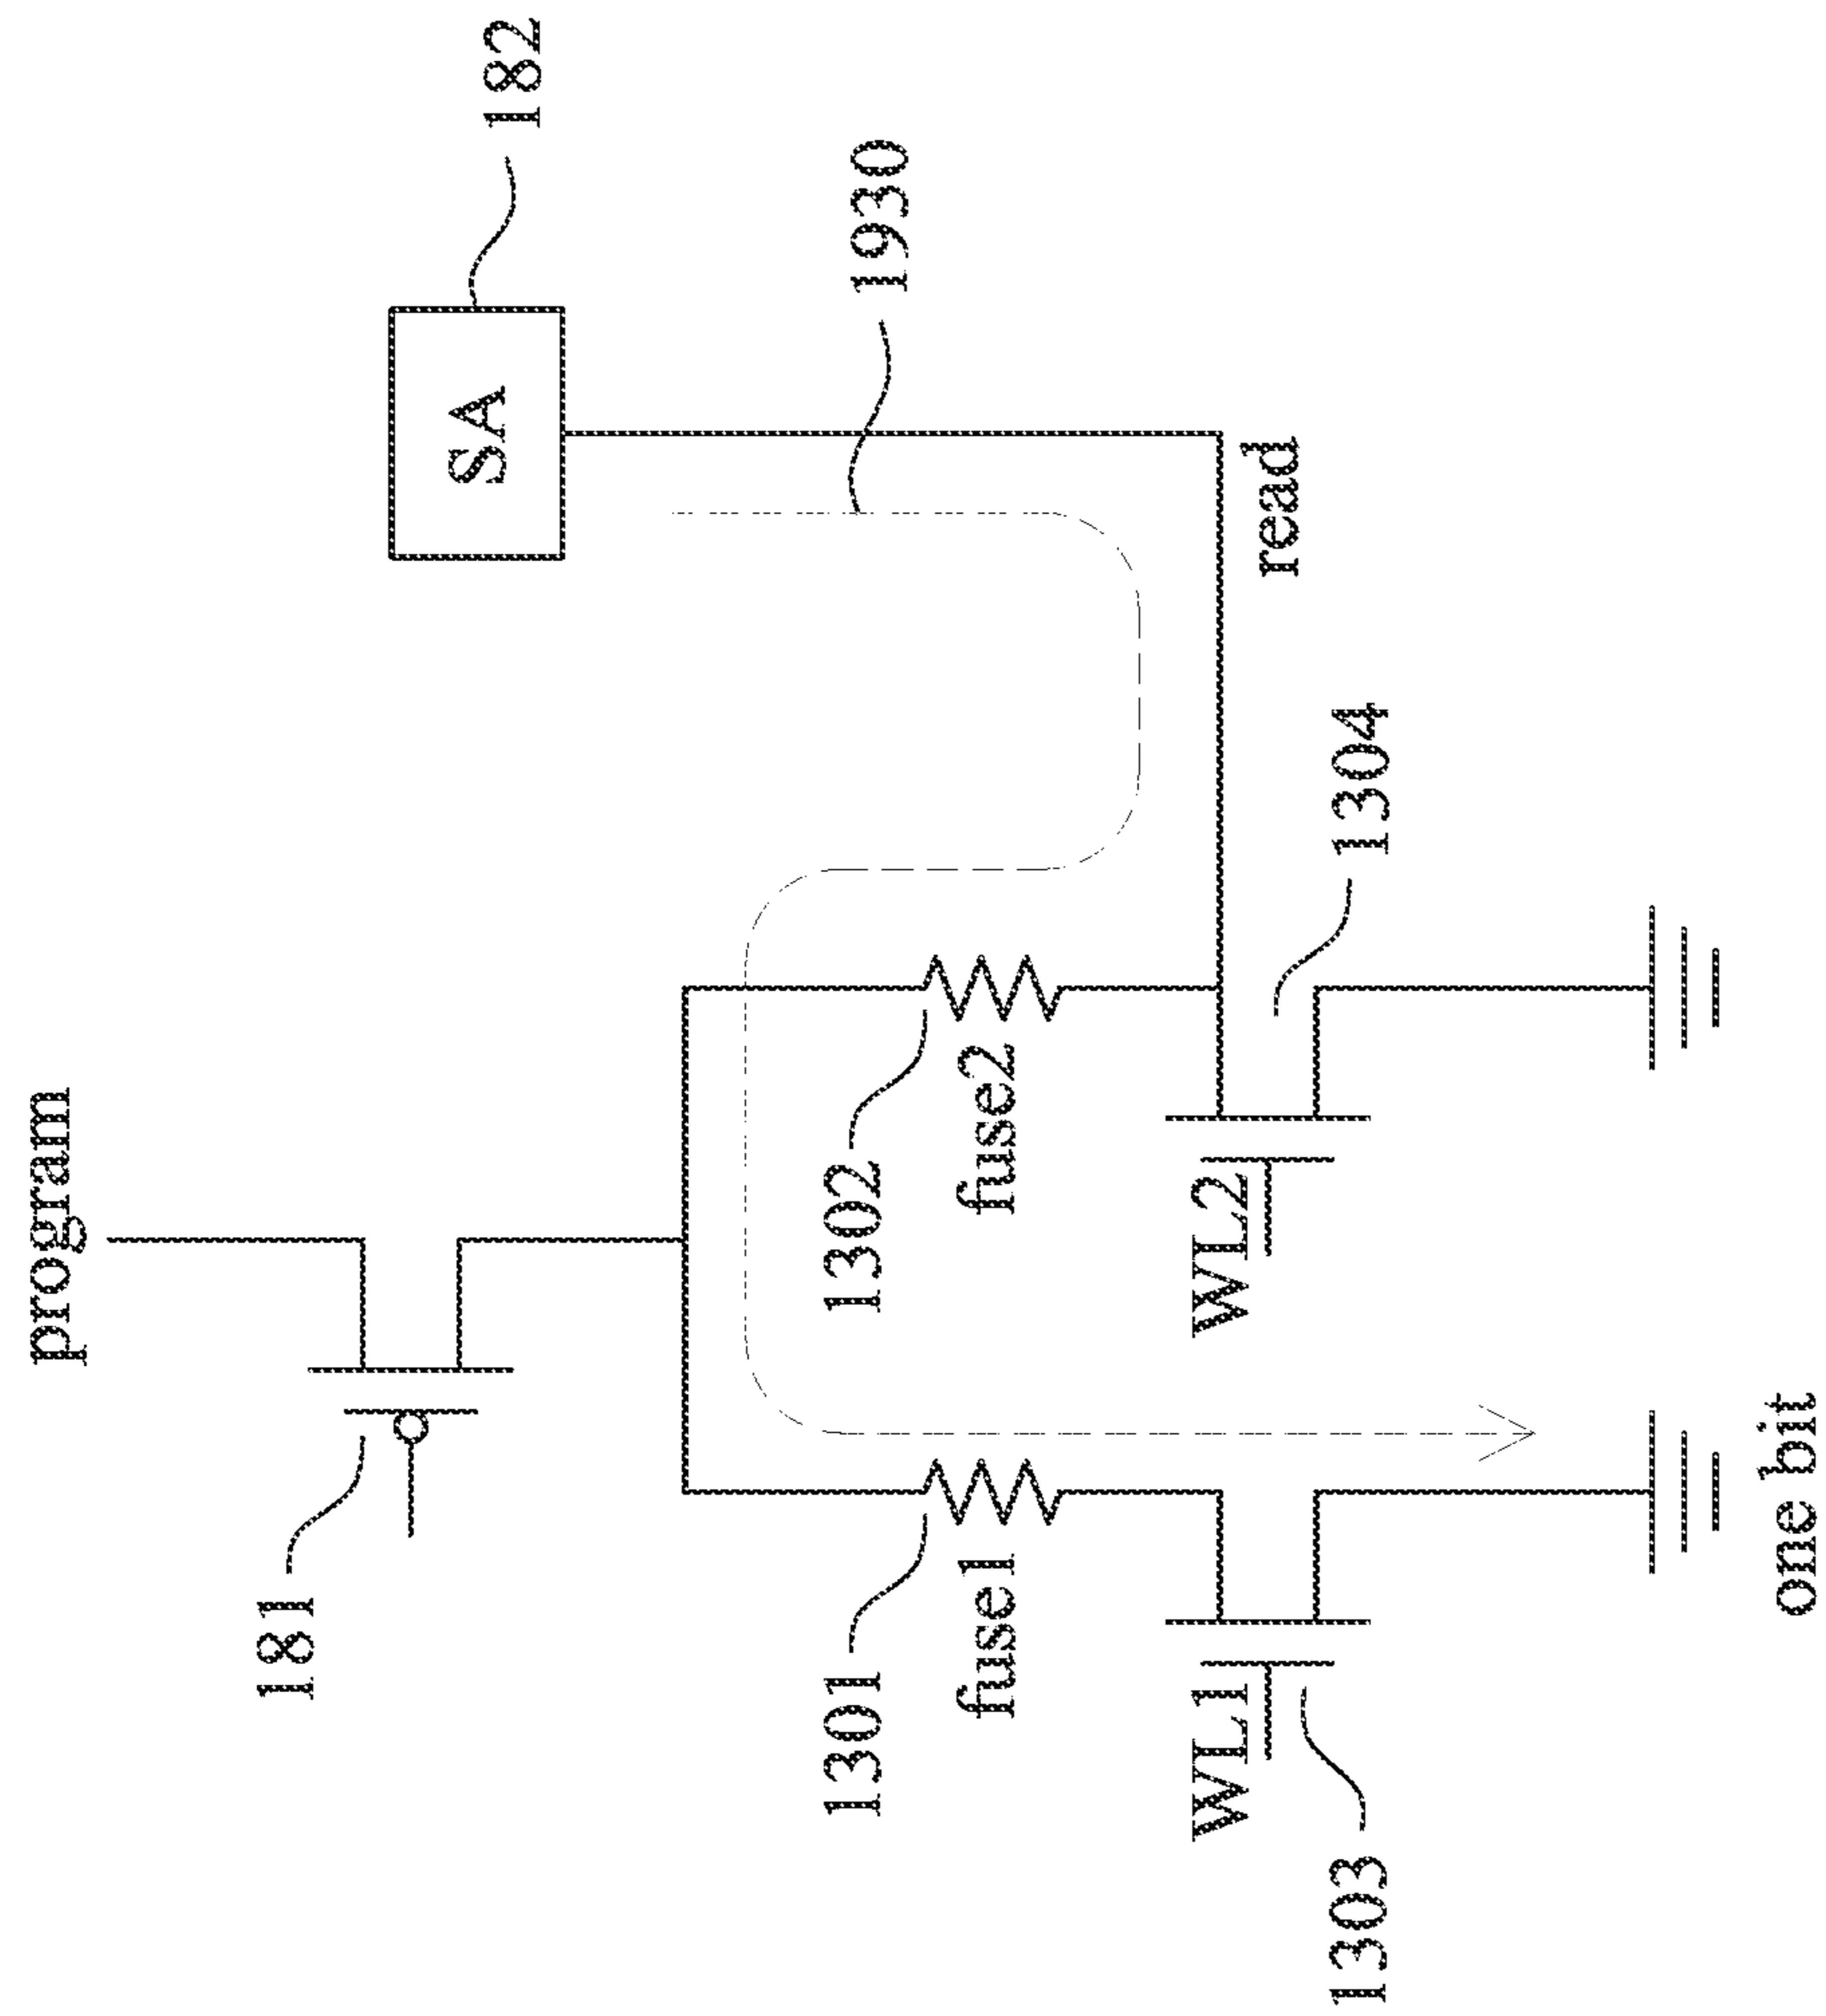 program
181
SA
182
1930
1301
fuse1
1302
fuse2
WL1
1303
WL2
1304
read
one bit